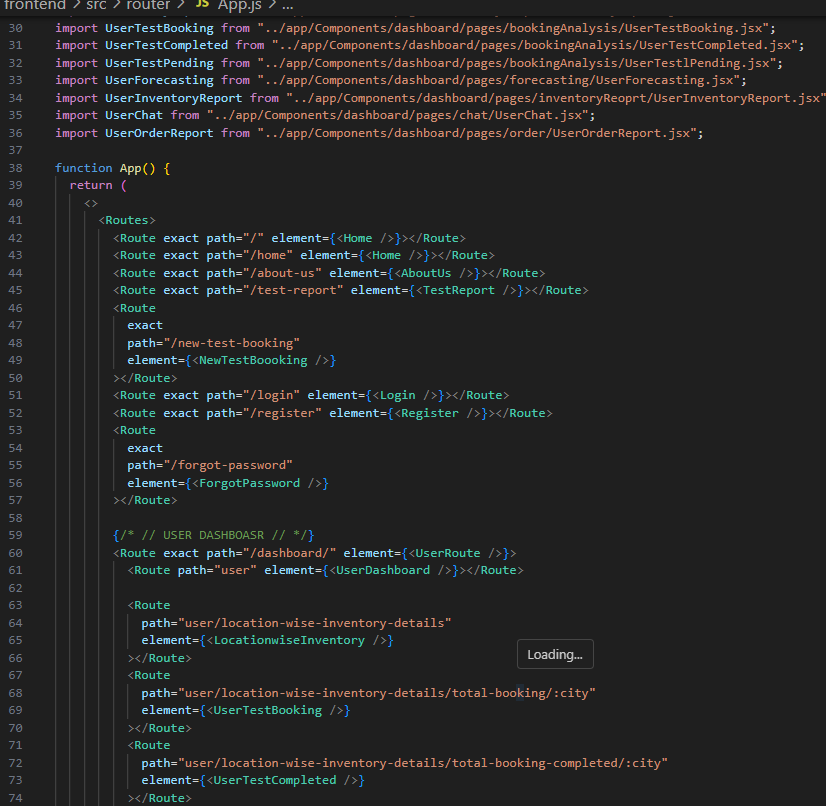 frontend > src > router > JS App.js > ...
30 import UserTestBooking from "../app/Components/dashboard/pages/bookingAnalysis/UserTestBooking.jsx";
31 import UserTestCompleted from "../app/Components/dashboard/pages/bookingAnalysis/UserTestCompleted.jsx";
32 import UserTestPending from "../app/Components/dashboard/pages/bookingAnalysis/UserTestlPending.jsx";
33 import UserForecasting from "../app/Components/dashboard/pages/forecasting/UserForecasting.jsx";
34 import UserInventoryReport from "../app/Components/dashboard/pages/inventoryReoprt/UserInventoryReport.jsx"
35 import UserChat from "../app/Components/dashboard/pages/chat/UserChat.jsx";
36 import UserOrderReport from "../app/Components/dashboard/pages/order/UserOrderReport.jsx";
37
38 function App() {
39 return (
40 <>
41 <Routes>
42 <Route exact path="/" element={<Home />}></Route>
43 <Route exact path="/home" element={<Home />}></Route>
44 <Route exact path="/about-us" element={<AboutUs />}></Route>
45 <Route exact path="/test-report" element={<TestReport />}></Route>
46 <Route
47 exact
48 path="/new-test-booking"
49 element={<NewTestBoooking />}
50 ></Route>
51 <Route exact path="/login" element={<Login />}></Route>
52 <Route exact path="/register" element={<Register />}></Route>
53 <Route
54 exact
55 path="/forgot-password"
56 element={<ForgotPassword />}
57 ></Route>
58
59 {/* // USER DASHBOASR // */}
60 <Route exact path="/dashboard/" element={<UserRoute />}>
61 <Route path="user" element={<UserDashboard />}></Route>
62
63 <Route
64 path="user/location-wise-inventory-details"
65 element={<LocationwiseInventory />}
66 ></Route>
Loading...
67 <Route
68 path="user/location-wise-inventory-details/total-booking/:city"
69 element={<UserTestBooking />}
70 ></Route>
71 <Route
72 path="user/location-wise-inventory-details/total-booking-completed/:city"
73 element={<UserTestCompleted />}
74 ></Route>